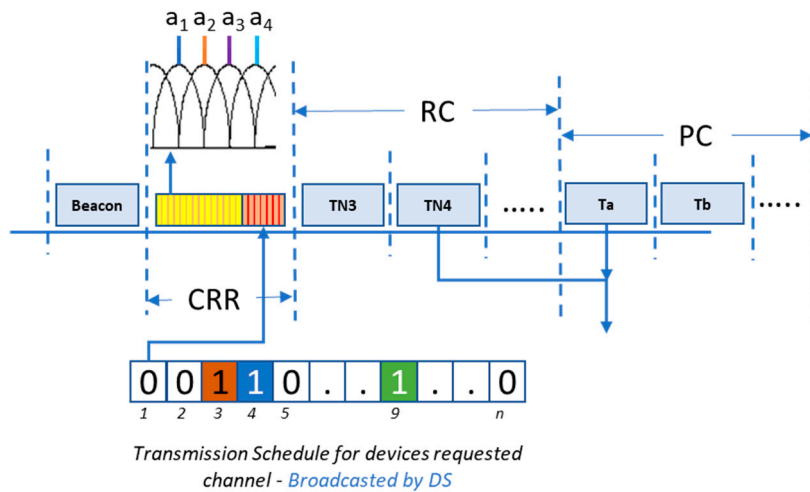 a1 a2 a3 a4
RC
PC
Beacon
TN3 TN4 ..... Ta Tb .....
CRR
0 0 1 1 0 . . 1 . . 0
1 2 3 4 5 9 n
Transmission Schedule for devices requested
channel - Broadcasted by DS